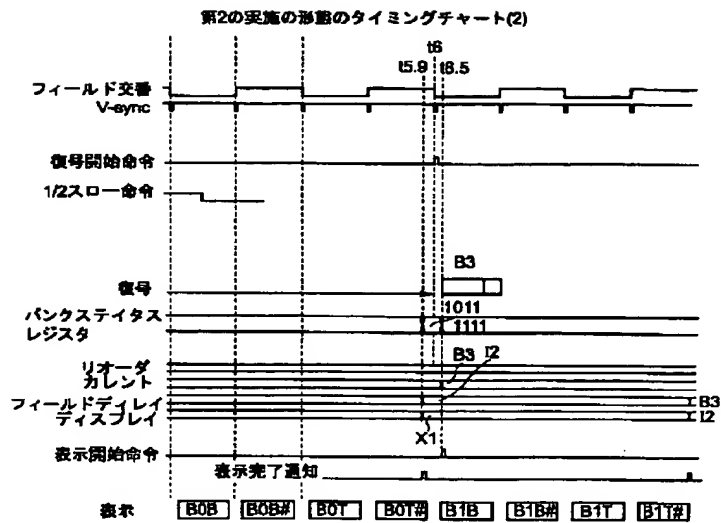 第2の実施の形態のタイミングチャート(2)
t6
t5.9
t6.5
フィールド交番
V-sync
復号開始命令
1/2スロー命令
B3
復号
1011
バンクステイタス
レジスタ
1111
I2
リオーダ
B3
カレント
フィールドディレイ
B3
ディスプレイ
I2
X1
表示開始命令
表示完了通知
表示
B0B B0B# B0T B0T# B1B B1B# B1T B1T#